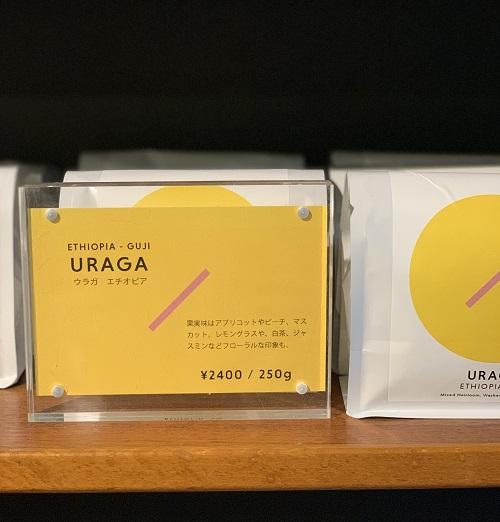 ETHIOPIA - GUJI
URAGA
ウラガ エチオピア
果実味はアプリコットやピーチ、マス
カット。レモングラスや、白茶、ジャ
スミンなどフローラルな印象も。
¥2400 / 250g
ETHIOPIA
Mixed Heirloom, Washed